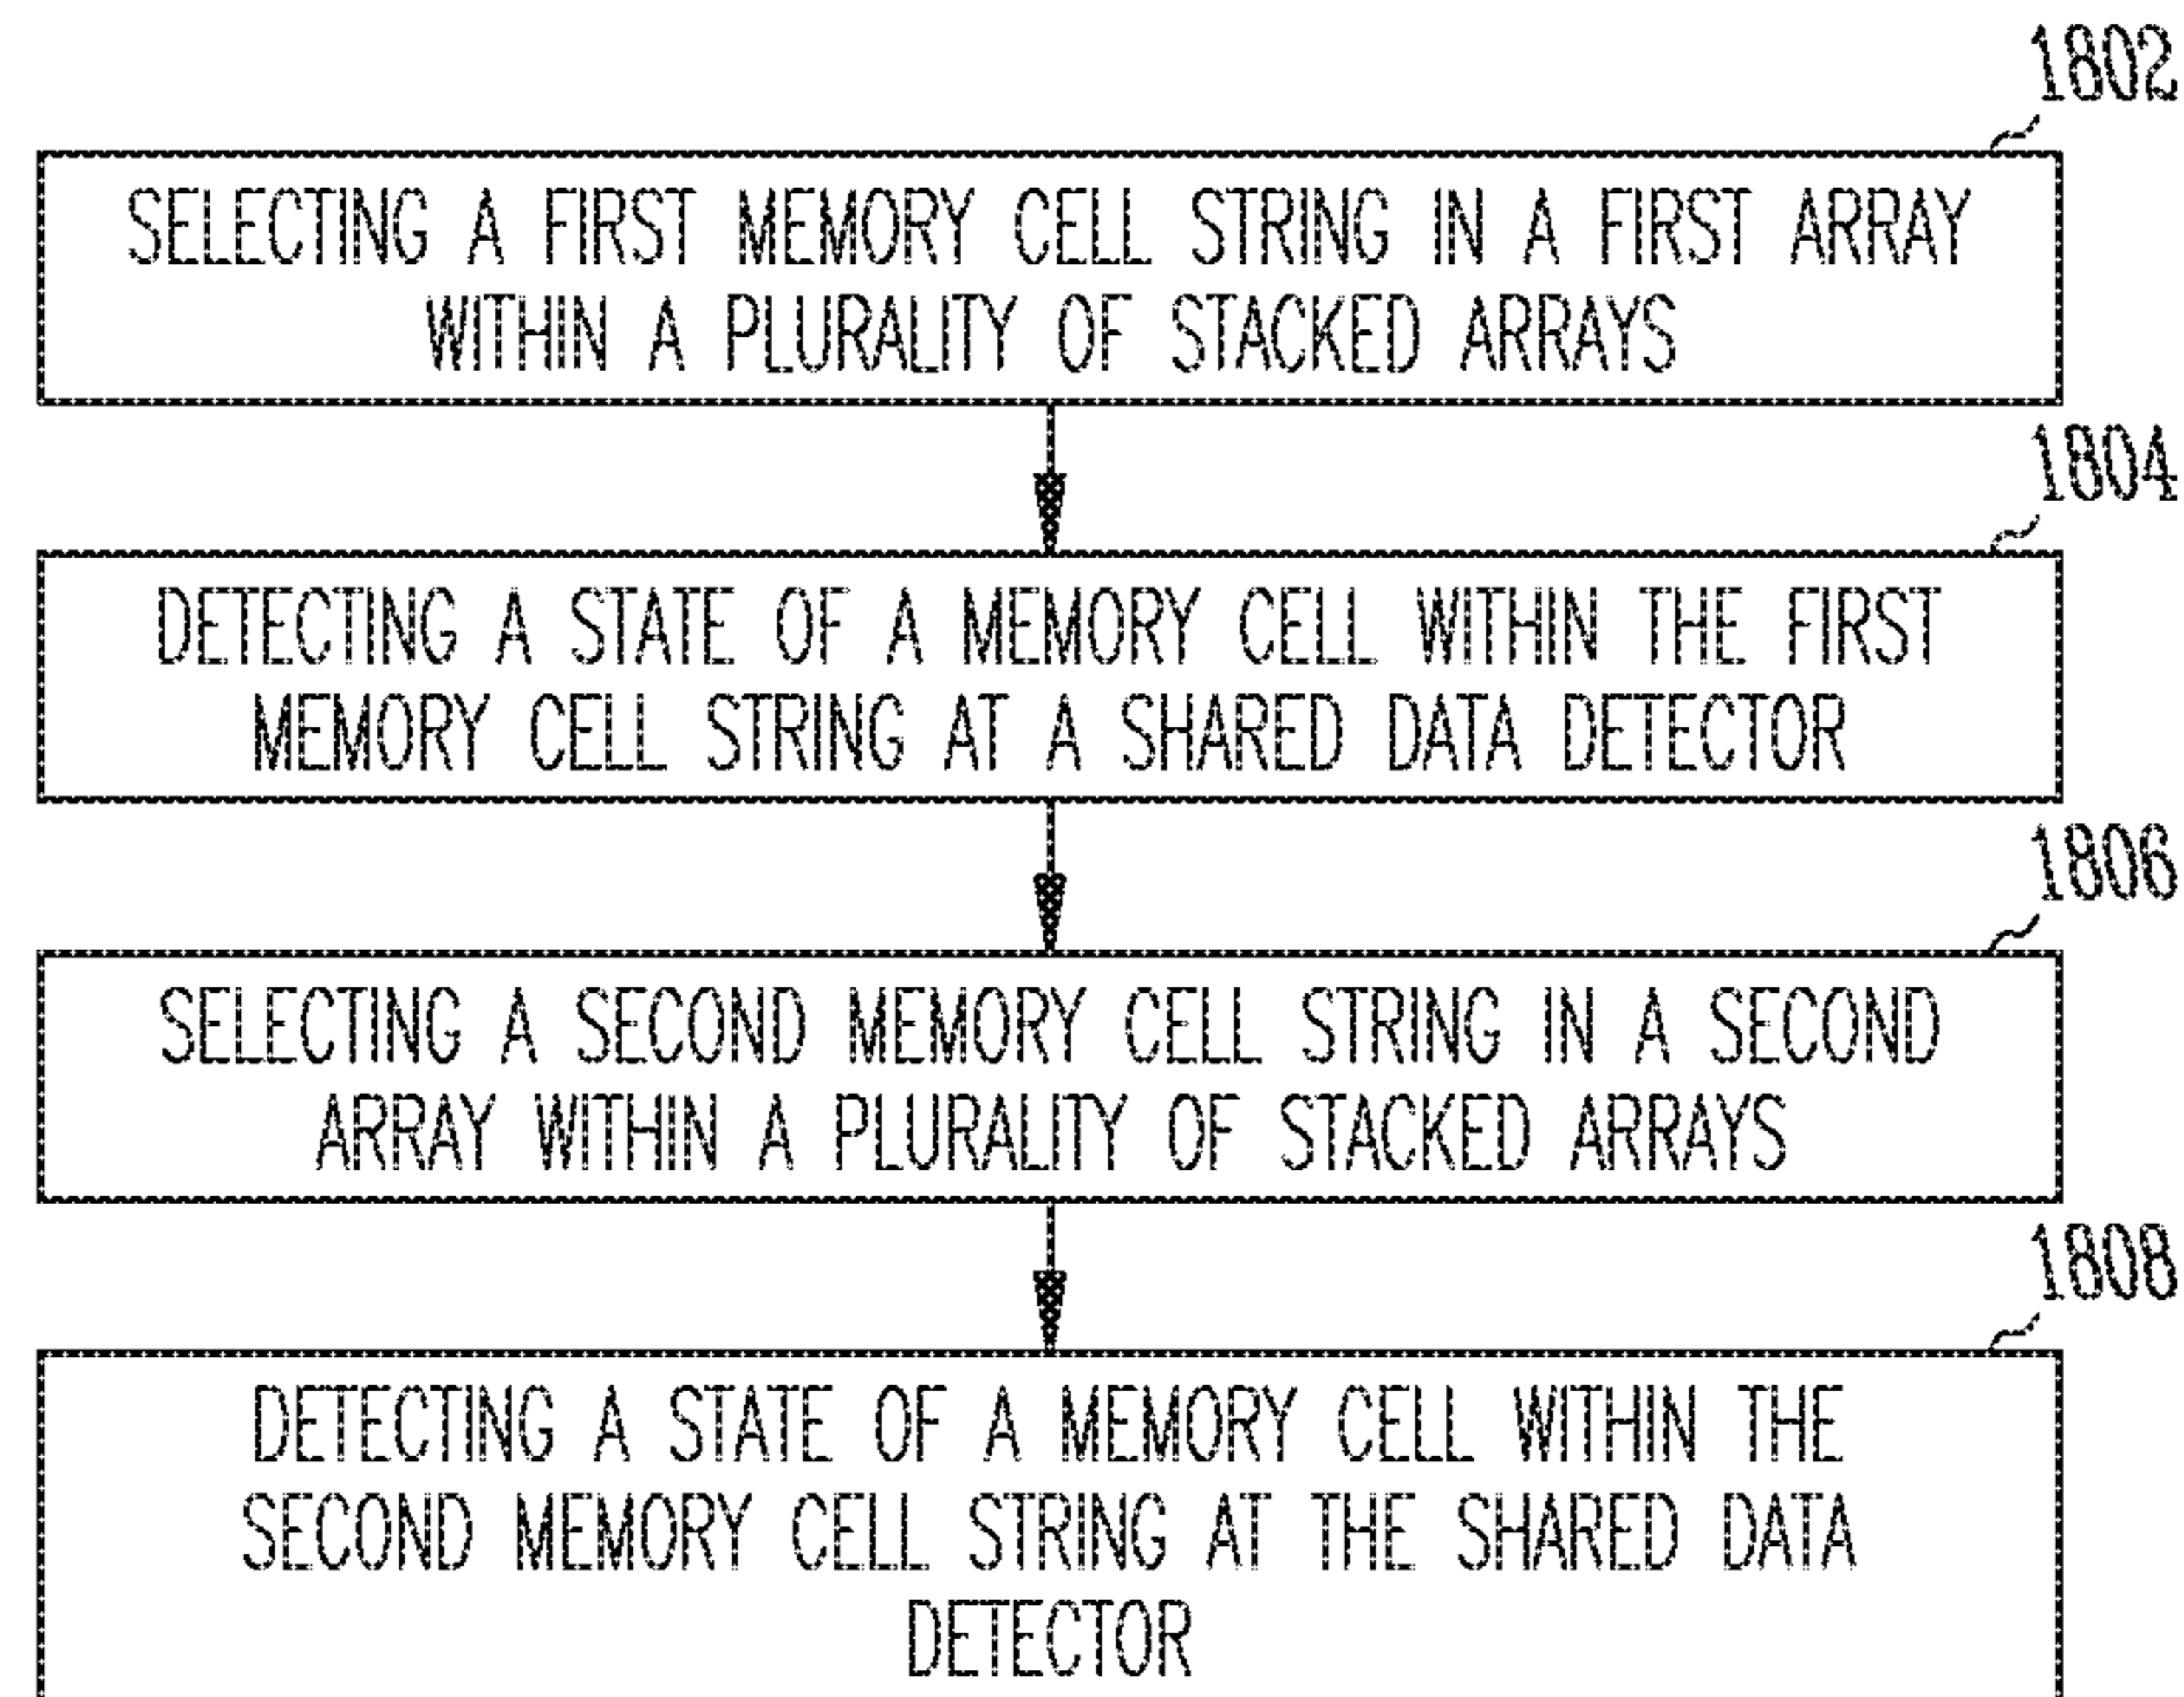 1802
SELECTING A FIRST MEMORY CELL STRING IN A FIRST ARRAY
WITHIN A PLURALITY OF STACKED ARRAYS
1804
DETECTING A STATE OF A MEMORY CELL WITHIN THE FIRST
MEMORY CELL STRING AT A SHARED DATA DETECTOR
1806
SELECTING A SECOND MEMORY CELL STRING IN A SECOND
ARRAY WITHIN A PLURALITY OF STACKED ARRAYS
1808
DETECTING A STATE OF A MEMORY CELL WITHIN THE
SECOND MEMORY CELL STRING AT THE SHARED DATA
DETECTOR